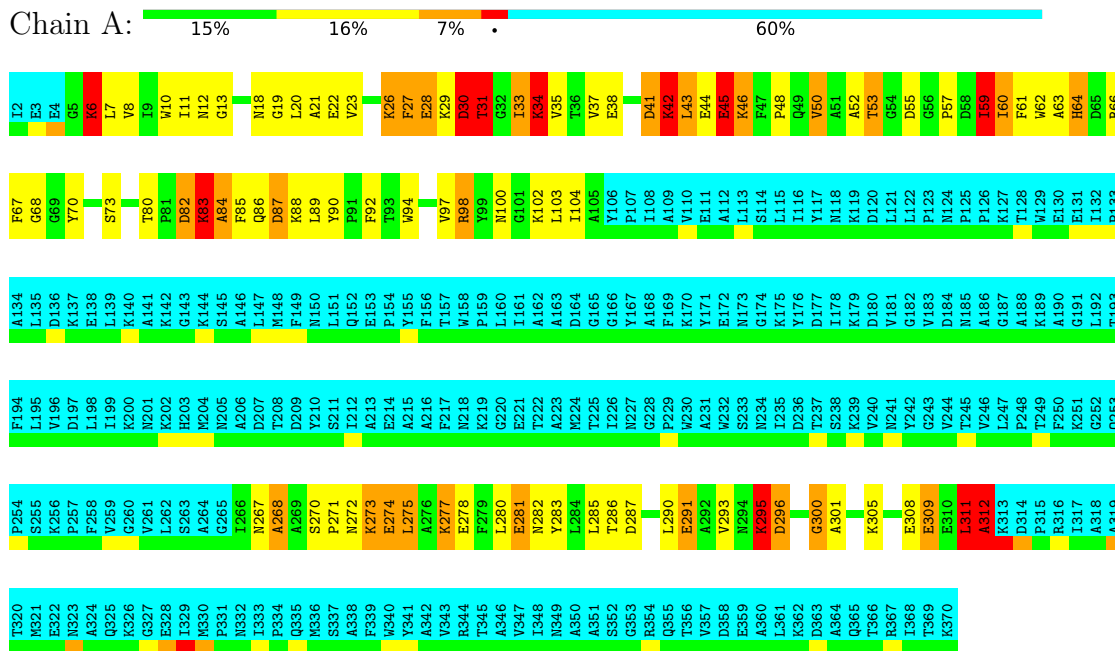 Chain A:
15% 16% 7% . 60%
I2 E3 E4 G5 K6 L7 V8 I9 W10 I11 N12 G13 N18 G19 L20 A21 E22 V23 K26 F27 E28 K29 D30 T31 G32 I33 K34 V35 T36 V37 E38 D41 K42 L43 E44 E45 K46 F47 P48 Q49 V50 A51 A52 T53 G54 D55 G56 P57 D58 I59 I60 F61 W62 A63 H64 D65 R66
F67 G68 G69 Y70 S73 T80 P81 D82 K83 A84 F85 Q86 D87 K88 L89 Y90 P91 F92 T93 W94 V97 R98 Y99 N100 G101 K102 L103 I104 A105 Y106 P107 I108 A109 V110 E111 A112 L113 S114 L115 I116 Y117 N118 K119 D120 L121 L122 P123 N124 P125 P126 K127 T128 W129 E130 E131 I132 P133
A134 L135 D136 K137 E138 L139 K140 A141 K142 G143 K144 S145 A146 L147 M148 F149 N150 L151 Q152 E153 P154 Y155 F156 T157 W158 P159 L160 I161 A162 A163 D164 G165 G166 Y167 A168 F169 K170 Y171 E172 N173 G174 K175 Y176 D177 I178 K179 D180 V181 G182 V183 D184 N185 A186 G187 A188 K189 A190 G191 L192 T193
F194 L195 V196 D197 L198 I199 K200 N201 K202 H203 M204 N205 A206 D207 T208 D209 Y210 S211 I212 A213 E214 A215 A216 F217 N218 K219 G220 E221 T222 A223 M224 T225 I226 N227 G228 P229 W230 A231 W232 S233 N234 I235 D236 T237 S238 K239 V240 N241 Y242 G243 V244 T245 V246 L247 P248 T249 F250 K251 G252 Q253
P254 S255 K256 P257 F258 V259 G260 V261 L262 S263 A264 G265 I266 N267 A268 A269 S270 P271 N272 K273 E274 L275 A276 K277 E278 F279 L280 E281 N282 Y283 L284 L285 T286 D287 L290 E291 A292 V293 N294 K295 D296 G300 A301 K305 E308 E309 E310 L311 A312 K313 D314 P315 R316 I317 A318 A319
T320 M321 E322 N323 A324 Q325 K326 G327 E328 I329 M330 P331 N332 I333 P334 Q335 M336 S337 A338 F339 W340 W341 A342 V343 R344 T345 A346 V347 I348 N349 A350 A351 S352 G353 R354 Q355 T356 V357 D358 E359 A360 L361 K362 D363 A364 Q365 T366 R367 I368 T369 K370